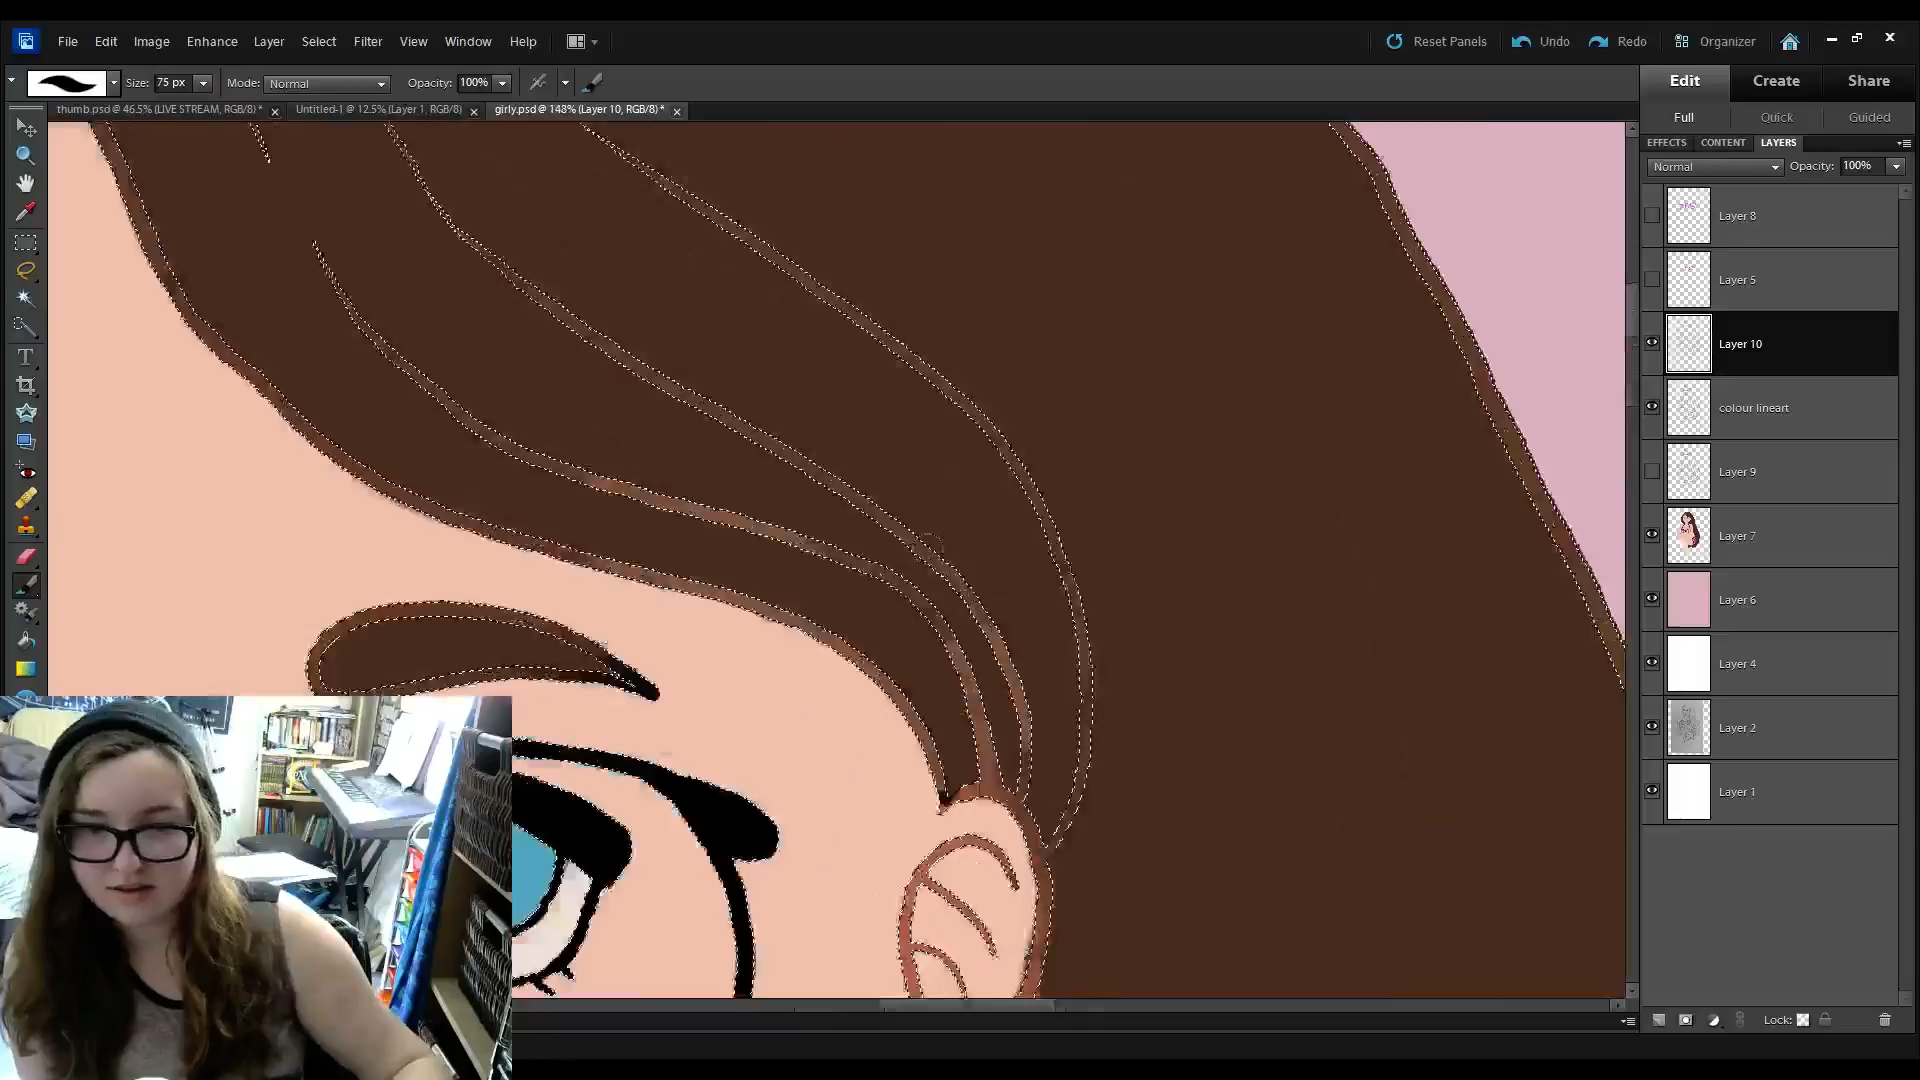 File Edit Image Enhance Layer Select Filter View Window Help
Reset Panels Undo Redo Organizer
Size: 75 px Mode: Normal Opacity: 100%
Edit Create Share
thumb.psd @ 46.5% (LIVE STREAM, RGB/8) * Untitled-1 @ 12.5% (Layer 1, RGB/8) girly.psd @ 148% (Layer 10, RGB/8) *
Full Quick Guided
EFFECTS CONTENT LAYERS
Normal Opacity: 100%
Layer 8
Layer 5
Layer 10
colour lineart
Layer 9
Layer 7
Layer 6
Layer 4
Layer 2
Layer 1
Lock: